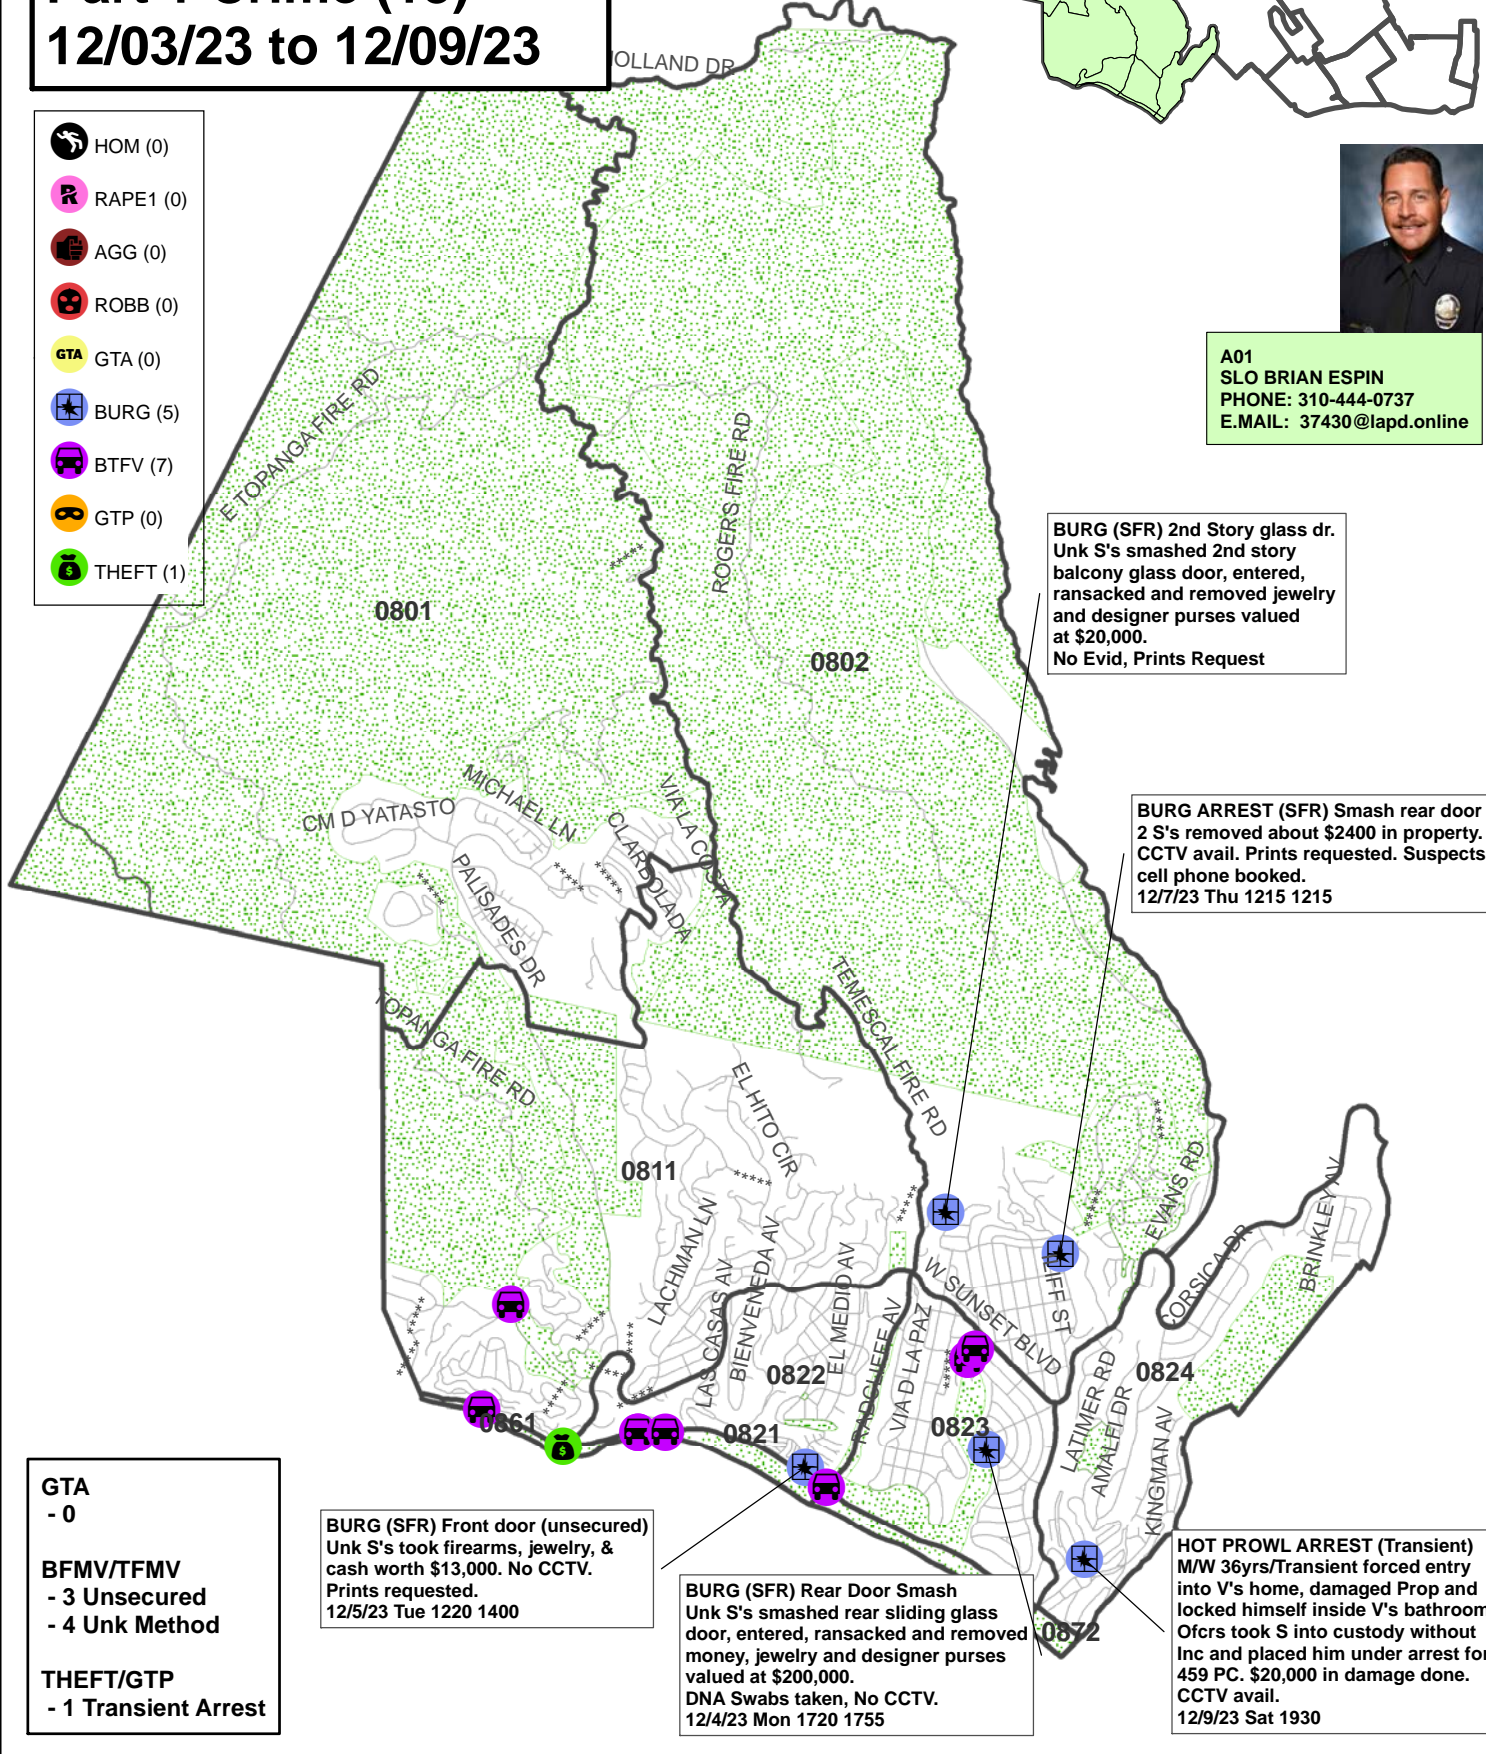 12/03/23 to 12/09/23
HOLLAND DR
HOM (0)
RAPE1 (0)
AGG (0)
ROBB (0)
GTA GTA (0)
BURG (5)
BTFV (7)
GTP (0)
THEFT (1)
A01
SLO BRIAN ESPIN
PHONE: 310-444-0737
E.MAIL: 37430@lapd.online
E TOPANGA FIRE RD
ROGERS FIRE RD
BURG (SFR) 2nd Story glass dr.
Unk S's smashed 2nd story
balcony glass door, entered,
ransacked and removed jewelry
and designer purses valued
at $20,000.
No Evid, Prints Request
*****
0801
0802
BURG ARREST (SFR) Smash rear door
2 S's removed about $2400 in property.
CCTV avail. Prints requested. Suspects
cell phone booked.
12/7/23 Thu 1215 1215
CM D YATASTO
MICHAEL LN
VIA LA COSTA
CLARBOLADA
PALISADES DR
*****
*****
*****
TOPANGA FIRE RD
TEMESCAL FIRE RD
EL HITO CIR
0811
*****
*****
*****
*****
EVANS RD
BRINKLEY AV
CORSICA DR
LACHMAN LN
LAS CASAS AV
BIENVENEDA AV
EL MEDIO AV
RADCLIFFE AV
VIA D LA PAZ
W SUNSET BLVD
LIFF ST
0822
0824
0861
0821
0823
LATIMER RD
AMALFI DR
KINGMAN AV
0872
GTA
- 0
BFMV/TFMV
- 3 Unsecured
- 4 Unk Method
THEFT/GTP
- 1 Transient Arrest
BURG (SFR) Front door (unsecured)
Unk S's took firearms, jewelry, &
cash worth $13,000. No CCTV.
Prints requested.
12/5/23 Tue 1220 1400
BURG (SFR) Rear Door Smash
Unk S's smashed rear sliding glass
door, entered, ransacked and removed
money, jewelry and designer purses
valued at $200,000.
DNA Swabs taken, No CCTV.
12/4/23 Mon 1720 1755
HOT PROWL ARREST (Transient)
M/W 36yrs/Transient forced entry
into V's home, damaged Prop and
locked himself inside V's bathroom
Ofcrs took S into custody without
Inc and placed him under arrest for
459 PC. $20,000 in damage done.
CCTV avail.
12/9/23 Sat 1930